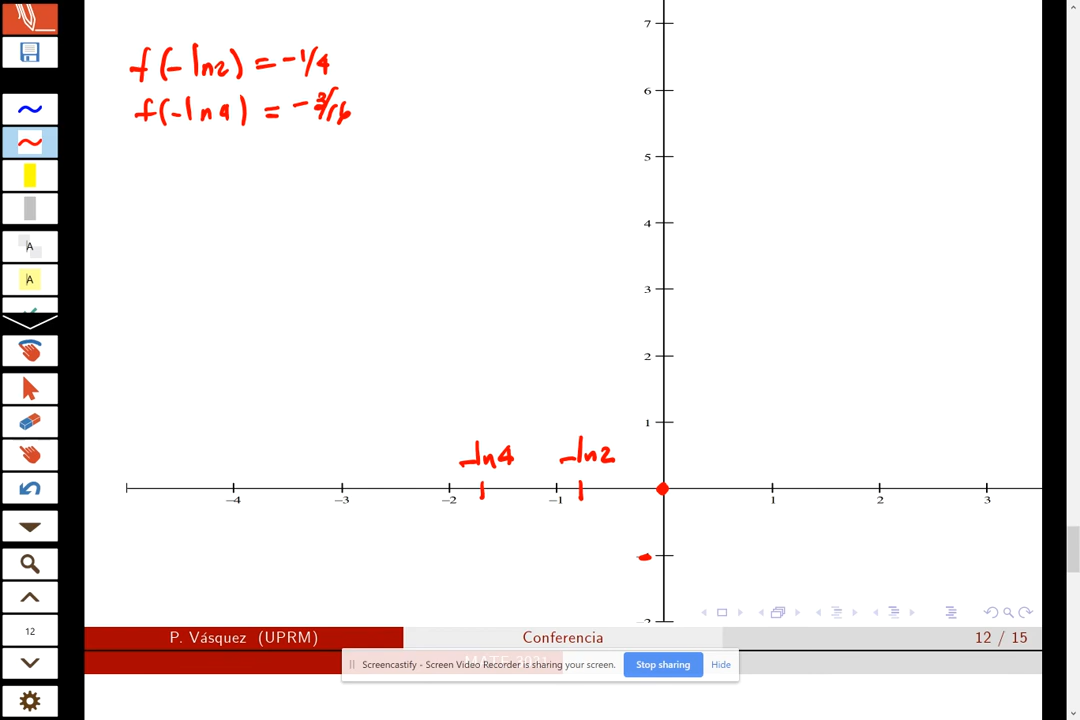 f(-ln2) = -1/4
f(-ln4) = -3/16
7
6
5
4
3
2
1
-ln4
-ln2
−4
−3
−2
−1
1
2
3
A
A
12
P. Vásquez (UPRM)
Conferencia
12 / 15
Screencastify - Screen Video Recorder is sharing your screen.
Stop sharing
Hide